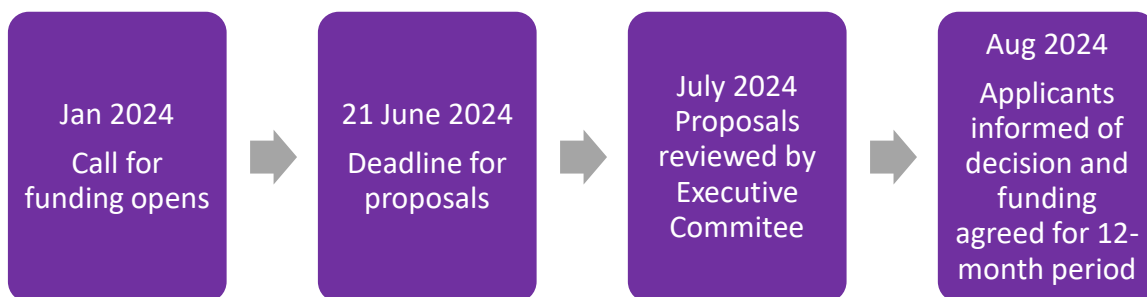 Jan 2024
Call for
funding opens
21 June 2024
Deadline for
proposals
July 2024
Proposals
reviewed by
Executive
Commitee
Aug 2024
Applicants
informed of
decision and
funding
agreed for 12-
month period